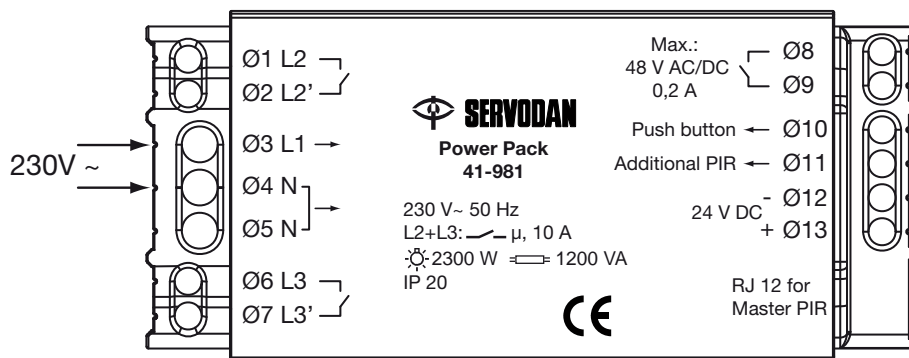 230V ~
Ø1 L2
Ø2 L2’
Ø3 L1
Ø4 N
Ø5 N
Ø6 L3
Ø7 L3’
SERVODAN
Power Pack
41-981
230 V~ 50 Hz
L2+L3: µ, 10 A
2300 W 1200 VA
IP 20
CE
Max.:
48 V AC/DC
0,2 A
Ø8
Ø9
Push button Ø10
Additional PIR Ø11
- Ø12
24 V DC
+ Ø13
RJ 12 for
Master PIR